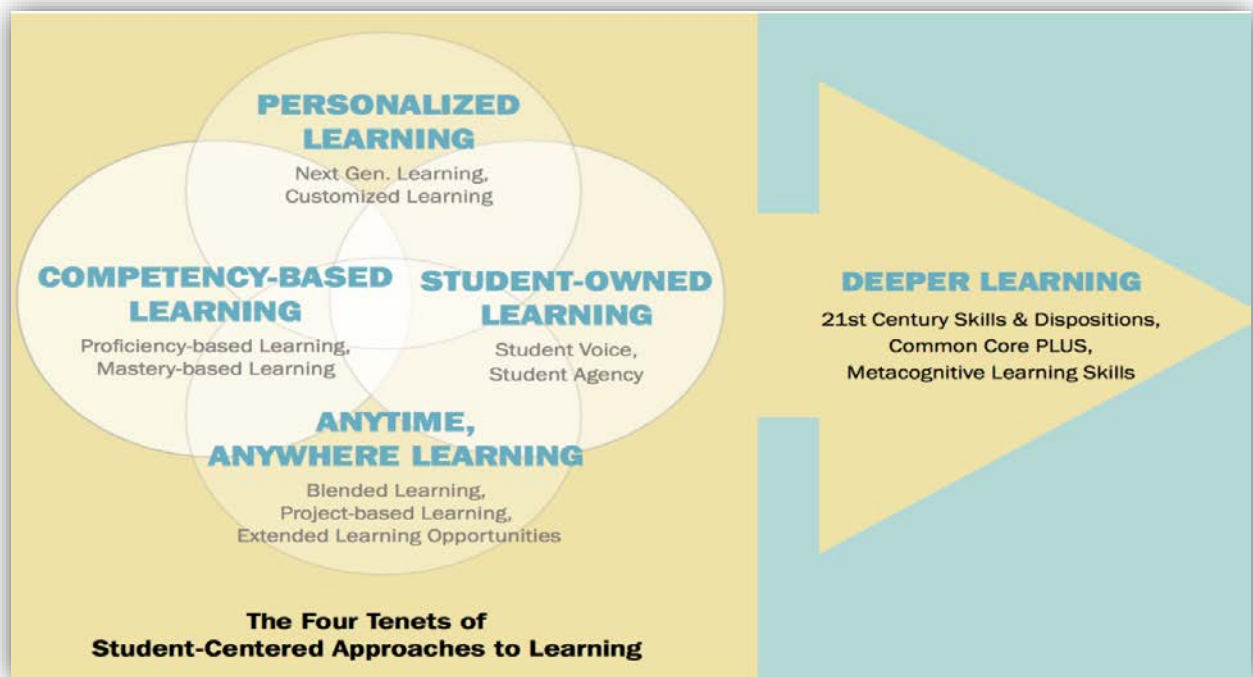 PERSONALIZED
LEARNING
Next Gen. Learning,
Customized Learning
COMPETENCY-BASED
LEARNING
Proficiency-based Learning,
Mastery-based Learning
STUDENT-OWNED
LEARNING
Student Voice,
Student Agency
ANYTIME,
ANYWHERE LEARNING
Blended Learning,
Project-based Learning,
Extended Learning Opportunities
The Four Tenets of
Student-Centered Approaches to Learning
DEEPER LEARNING
21st Century Skills & Dispositions,
Common Core PLUS,
Metacognitive Learning Skills